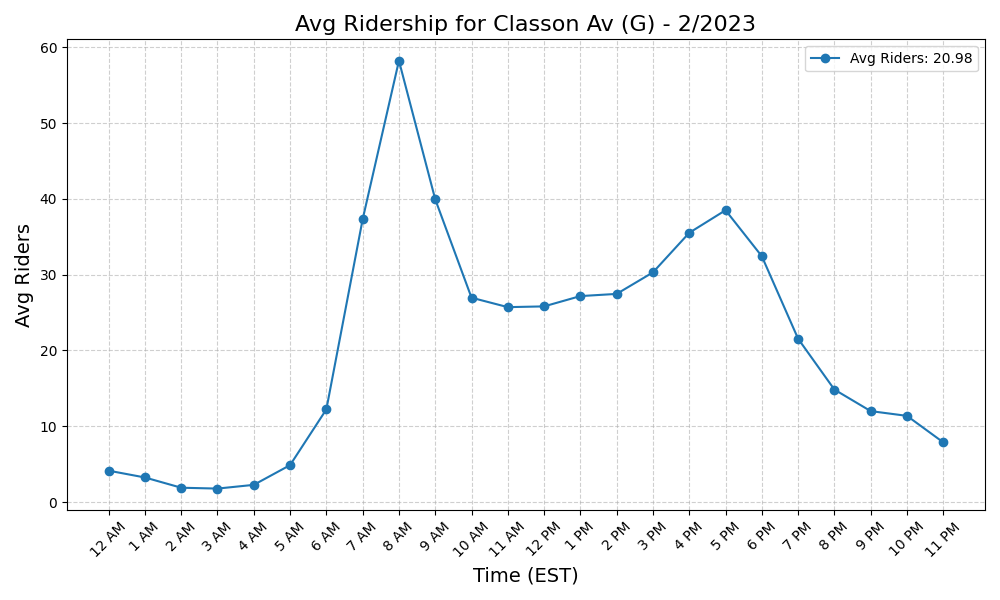 Avg Ridership for Classon Av (G) - 2/2023
Avg Riders: 20.98
Avg Riders
60
50
40
30
20
10
0
12 AM
1 AM
2 AM
3 AM
4 AM
5 AM
6 AM
7 AM
8 AM
9 AM
10 AM
11 AM
12 PM
1 PM
2 PM
3 PM
4 PM
5 PM
6 PM
7 PM
8 PM
9 PM
10 PM
11 PM
Time (EST)